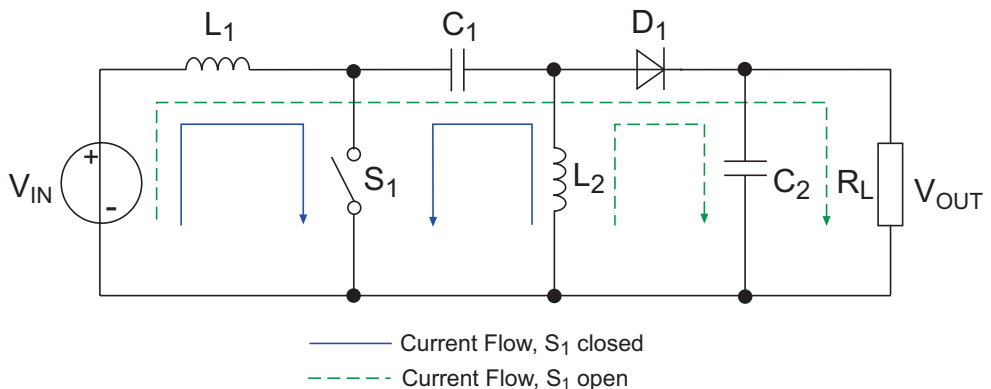 L1
C1
D1
+
-
VIN
S1
L2
C2
RL
VOUT
Current Flow, S1 closed
Current Flow, S1 open